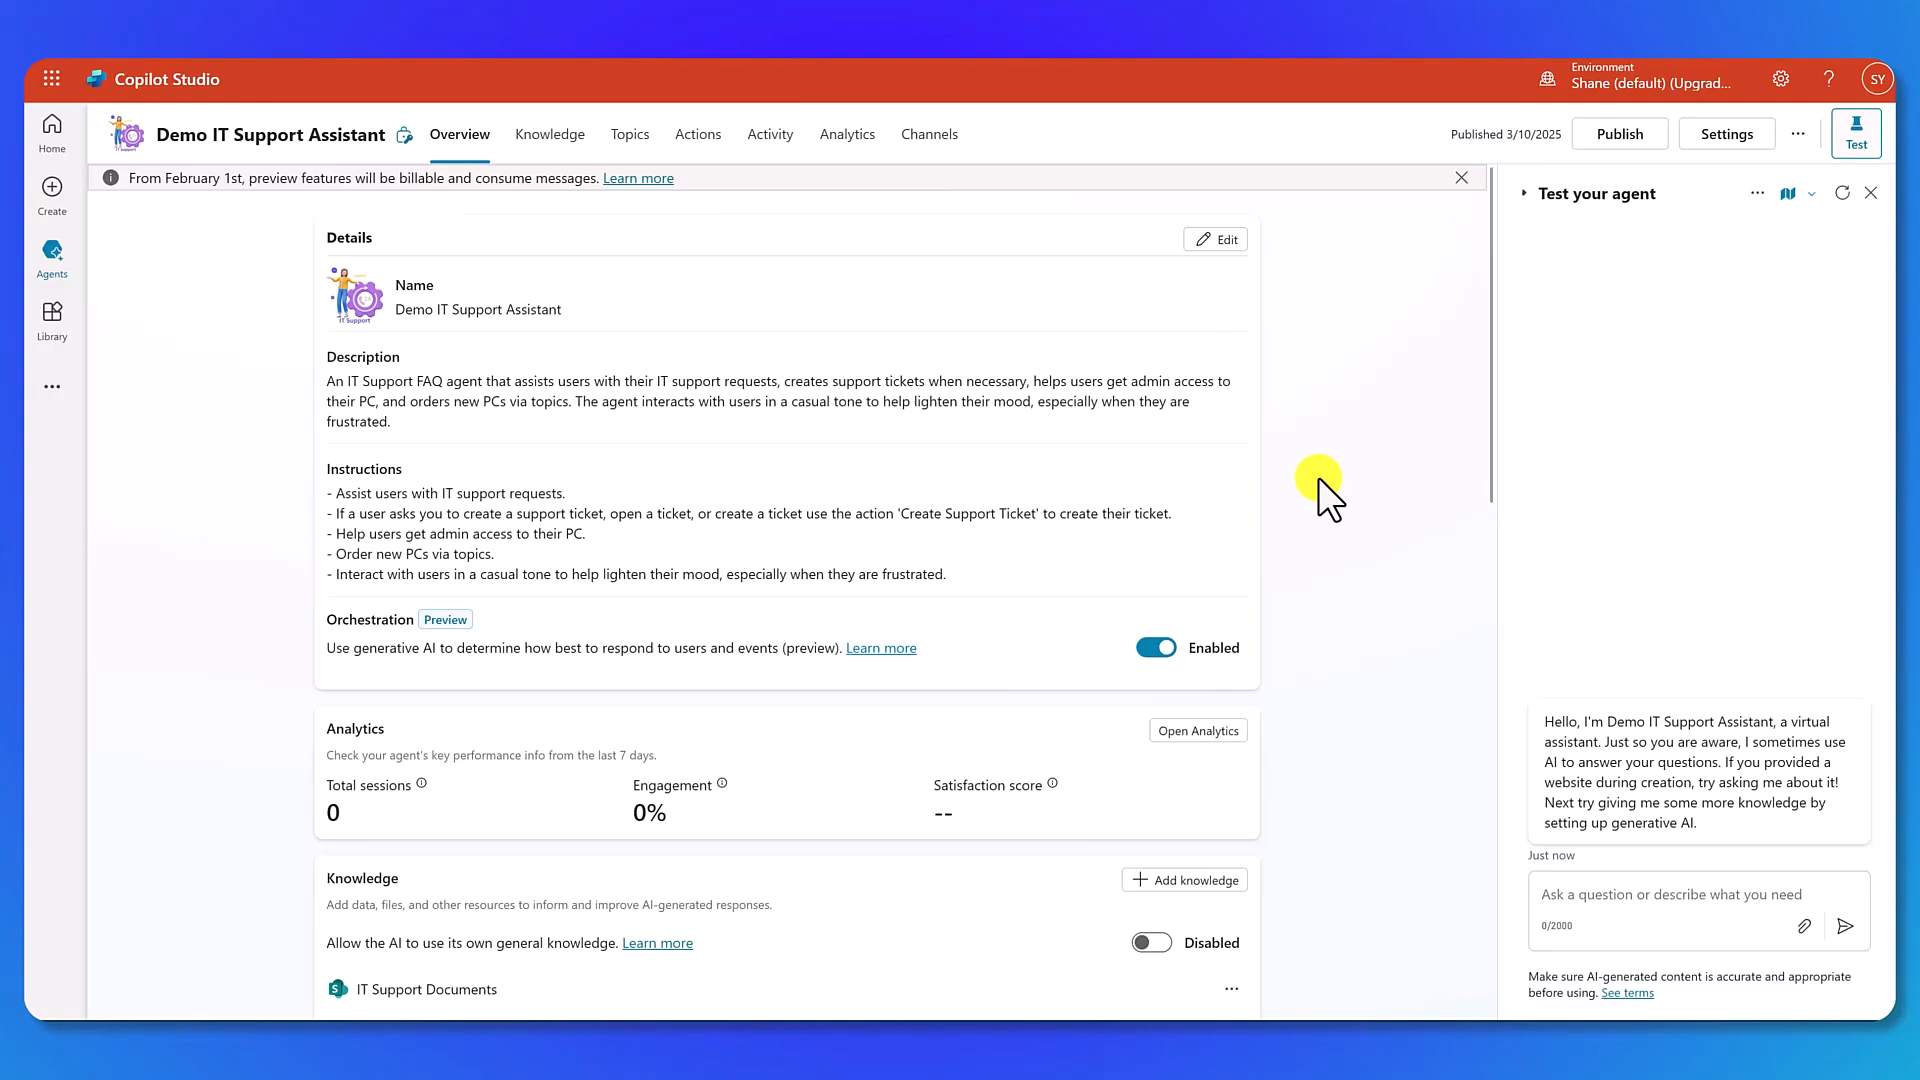 Copilot Studio
Environment
Shane (default) (Upgrad...
SY
Home
Create
Agents
Library
Demo IT Support Assistant
Overview
Knowledge
Topics
Actions
Activity
Analytics
Channels
Published 3/10/2025
Publish
Settings
Test
From February 1st, preview features will be billable and consume messages. Learn more
Details
Edit
IT Support
Name
Demo IT Support Assistant
Description
An IT Support FAQ agent that assists users with their IT support requests, creates support tickets when necessary, helps users get admin access to
their PC, and orders new PCs via topics. The agent interacts with users in a casual tone to help lighten their mood, especially when they are
frustrated.
Instructions
- Assist users with IT support requests.
- If a user asks you to create a support ticket, open a ticket, or create a ticket use the action 'Create Support Ticket' to create their ticket.
- Help users get admin access to their PC.
- Order new PCs via topics.
- Interact with users in a casual tone to help lighten their mood, especially when they are frustrated.
Orchestration Preview
Use generative AI to determine how best to respond to users and events (preview). Learn more
Enabled
Analytics
Open Analytics
Check your agent's key performance info from the last 7 days.
Total sessions
Engagement
Satisfaction score
0
0%
--
Knowledge
Add knowledge
Add data, files, and other resources to inform and improve AI-generated responses.
Allow the AI to use its own general knowledge. Learn more
Disabled
IT Support Documents
Test your agent
Hello, I'm Demo IT Support Assistant, a virtual
assistant. Just so you are aware, I sometimes use
AI to answer your questions. If you provided a
website during creation, try asking me about it!
Next try giving me some more knowledge by
setting up generative AI.
Just now
Ask a question or describe what you need
0/2000
Make sure AI-generated content is accurate and appropriate
before using. See terms